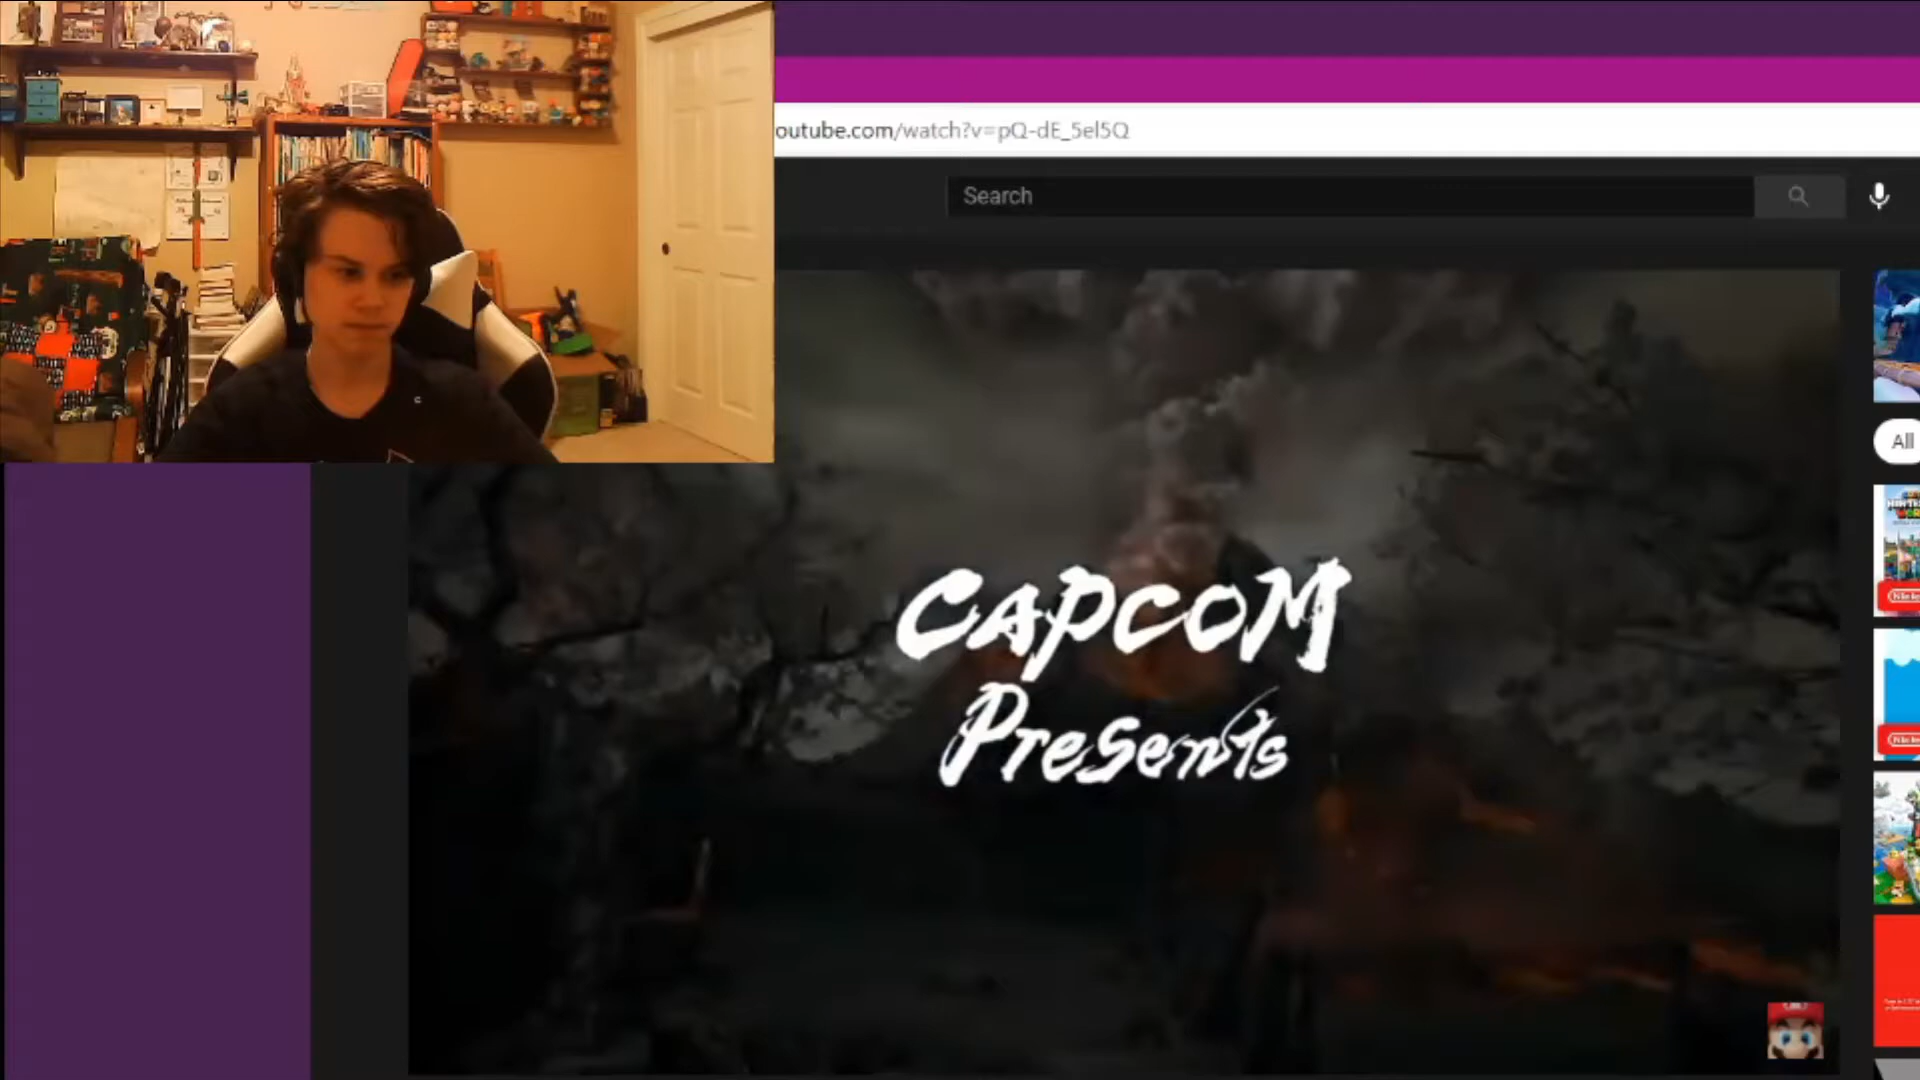 outube.com/watch?v=pQ-dE_5el5Q
Search
All
CAPCOM
Presents